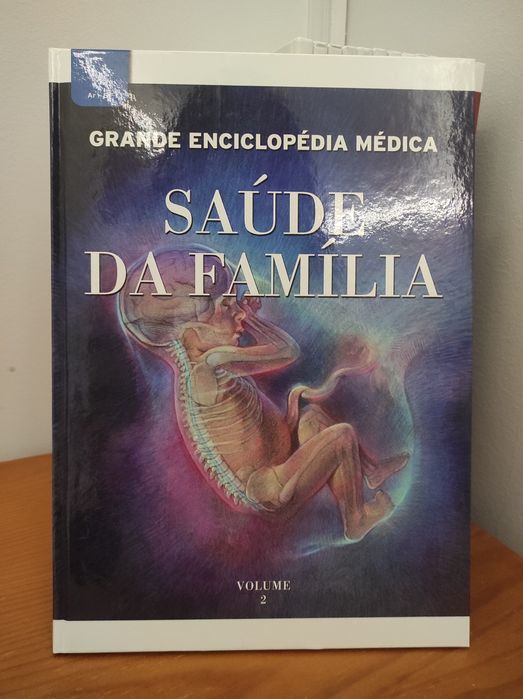 GRANDE ENCICLOPÉDIA MÉDICA
SAÚDE
DA FAMÍLIA
VOLUME
2